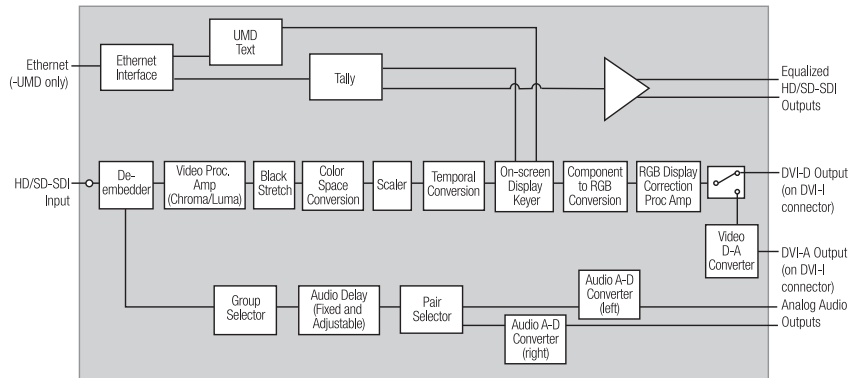 Ethernet
(-UMD only)
Ethernet
Interface
UMD
Text
Tally
Equalized
HD/SD-SDI
Outputs
HD/SD-SDI
Input
De-
embedder
Video Proc.
Amp
(Chroma/Luma)
Black
Stretch
Color
Space
Conversion
Scaler
Temporal
Conversion
On-screen
Display
Keyer
Component
to RGB
Conversion
RGB Display
Correction
Proc Amp
DVI-D Output
(on DVI-I
connector)
Video
D-A
Converter
DVI-A Output
(on DVI-I
connector)
Group
Selector
Audio Delay
(Fixed and
Adjustable)
Pair
Selector
Audio A-D
Converter
(left)
Audio A-D
Converter
(right)
Analog Audio
Outputs